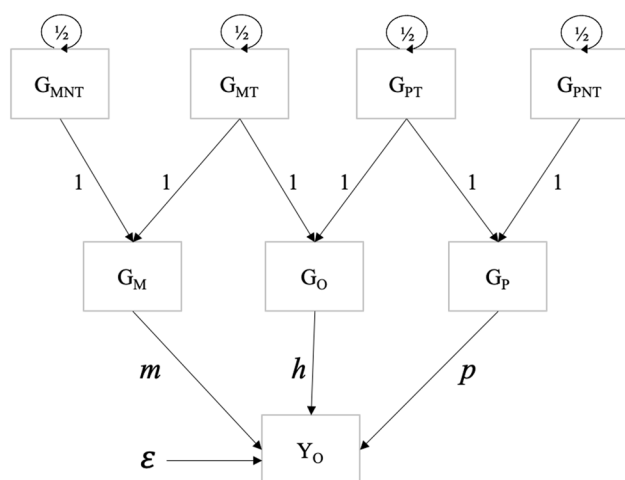 ½ ½ ½ ½
G_MNT G_MT G_PT G_PNT
1 1 1 1 1 1
G_M G_O G_P
m h p
ε Y_O